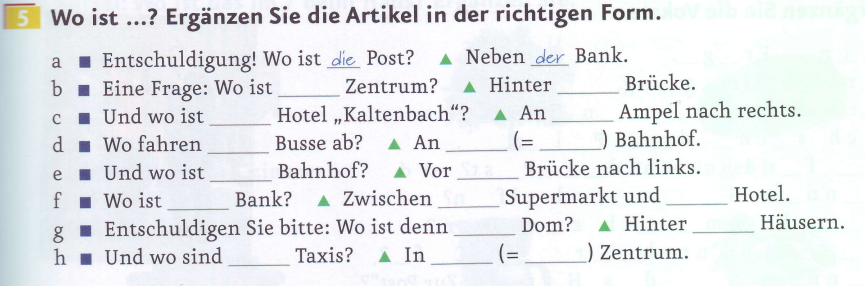 5 Wo ist ...? Ergänzen Sie die Artikel in der richtigen Form.
a ■ Entschuldigung! Wo ist die Post? ▲ Neben der Bank.
b ■ Eine Frage: Wo ist ______ Zentrum? ▲ Hinter ______ Brücke.
c ■ Und wo ist ______ Hotel „Kaltenbach“? ▲ An ______ Ampel nach rechts.
d ■ Wo fahren ______ Busse ab? ▲ An ______ (= ______) Bahnhof.
e ■ Und wo ist ______ Bahnhof? ▲ Vor ______ Brücke nach links.
f ■ Wo ist ______ Bank? ▲ Zwischen ______ Supermarkt und ______ Hotel.
g ■ Entschuldigen Sie bitte: Wo ist denn ______ Dom? ▲ Hinter ______ Häusern.
h ■ Und wo sind ______ Taxis? ▲ In ______ (= ______) Zentrum.